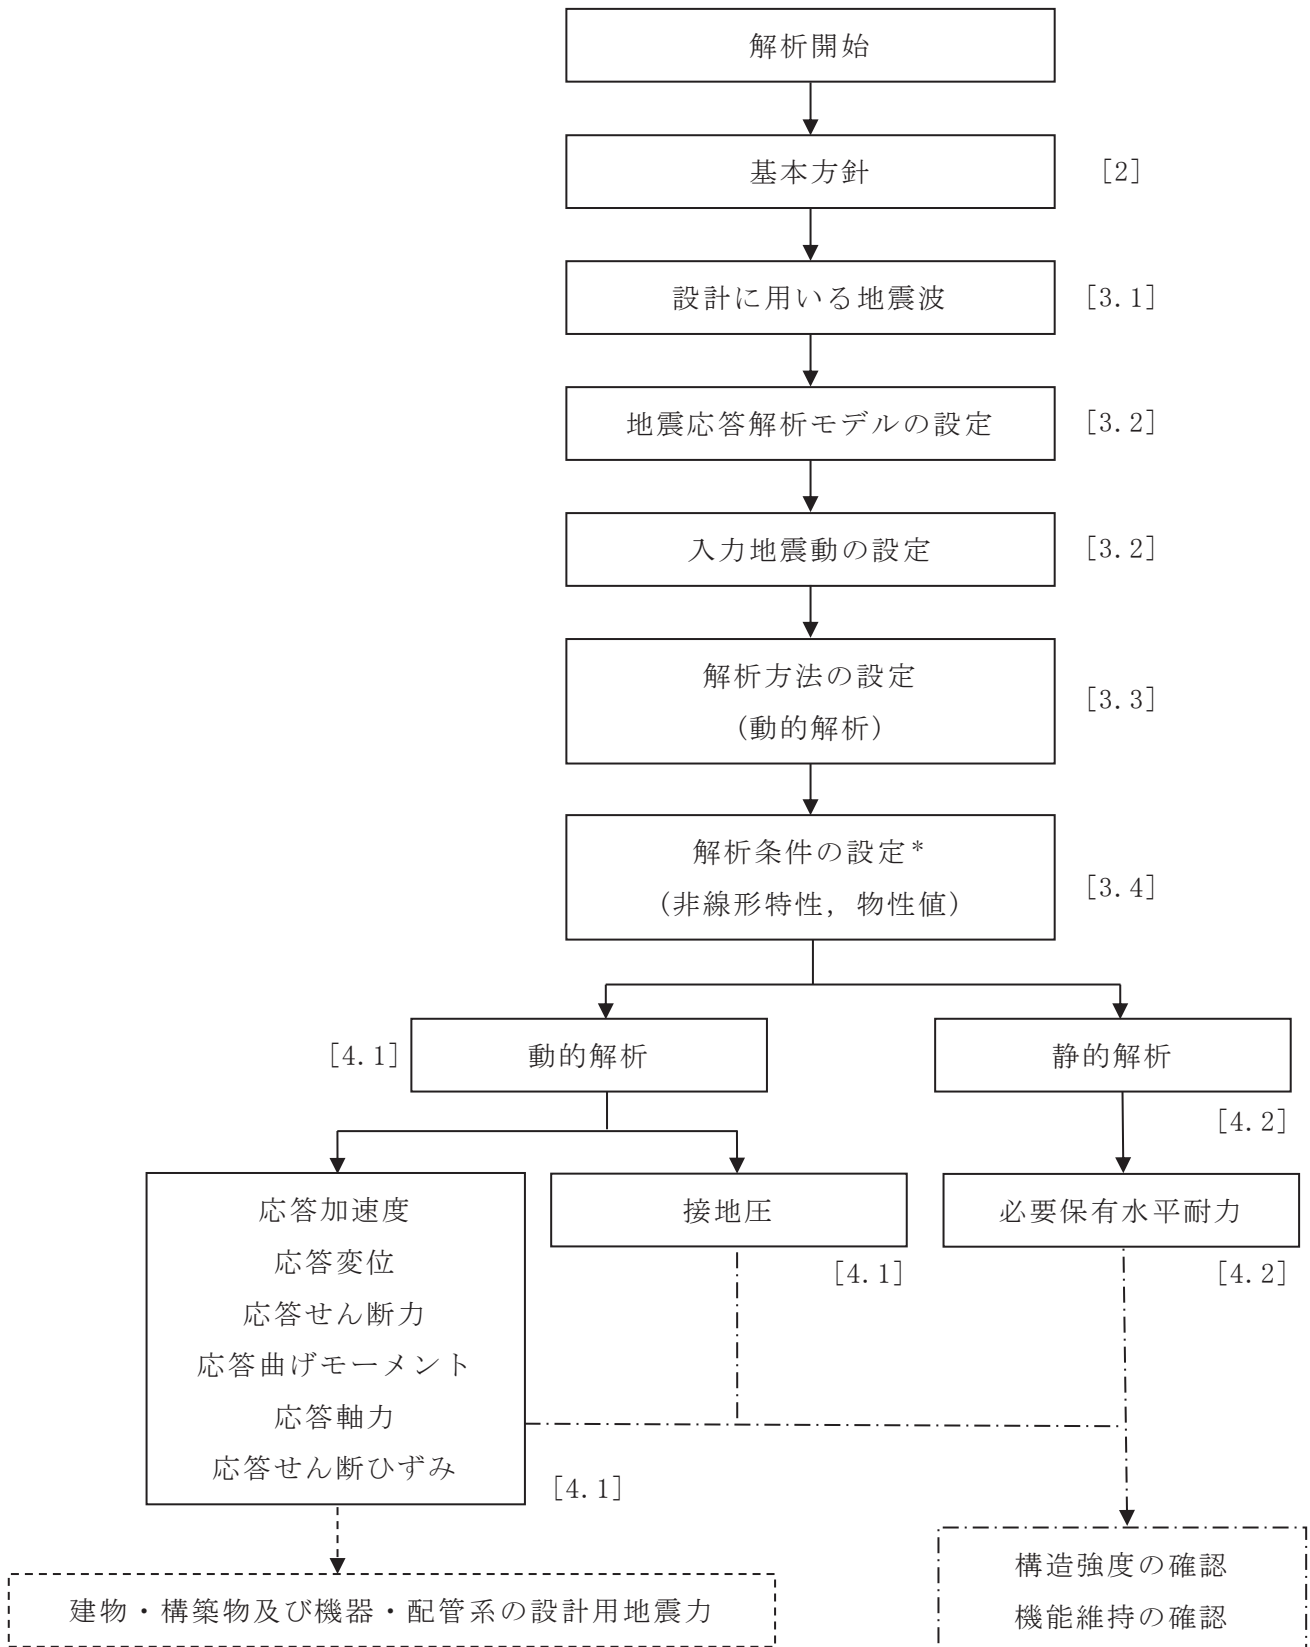 解析開始
基本方針
[2]
設計に用いる地震波
[3.1]
地震応答解析モデルの設定
[3.2]
入力地震動の設定
[3.2]
解析方法の設定
(動的解析)
[3.3]
解析条件の設定*
(非線形特性，物性値)
[3.4]
[4.1]
動的解析
静的解析
[4.2]
応答加速度
応答変位
応答せん断力
応答曲げモーメント
応答軸力
応答せん断ひずみ
[4.1]
接地圧
[4.1]
必要保有水平耐力
[4.2]
建物・構築物及び機器・配管系の設計用地震力
構造強度の確認
機能維持の確認